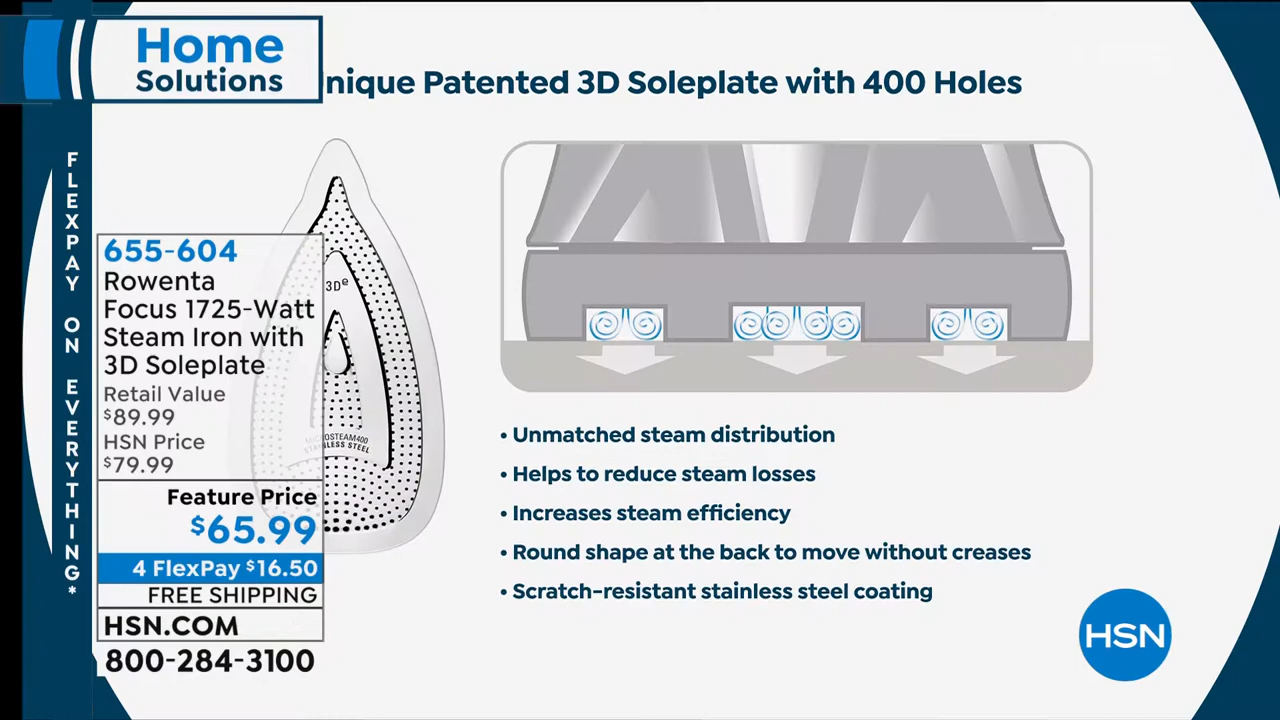 Home
Solutions
nique Patented 3D Soleplate with 400 Holes
FLEXPAY ON EVERYTHING*
655-604
Rowenta
Focus 1725-Watt
Steam Iron with
3D Soleplate
Retail Value
$89.99
HSN Price
$79.99
Feature Price
$65.99
4 FlexPay $16.50
FREE SHIPPING
HSN.COM
800-284-3100
3De
MICROSTEAM400
STAINLESS STEEL
• Unmatched steam distribution
• Helps to reduce steam losses
• Increases steam efficiency
• Round shape at the back to move without creases
• Scratch-resistant stainless steel coating
HSN